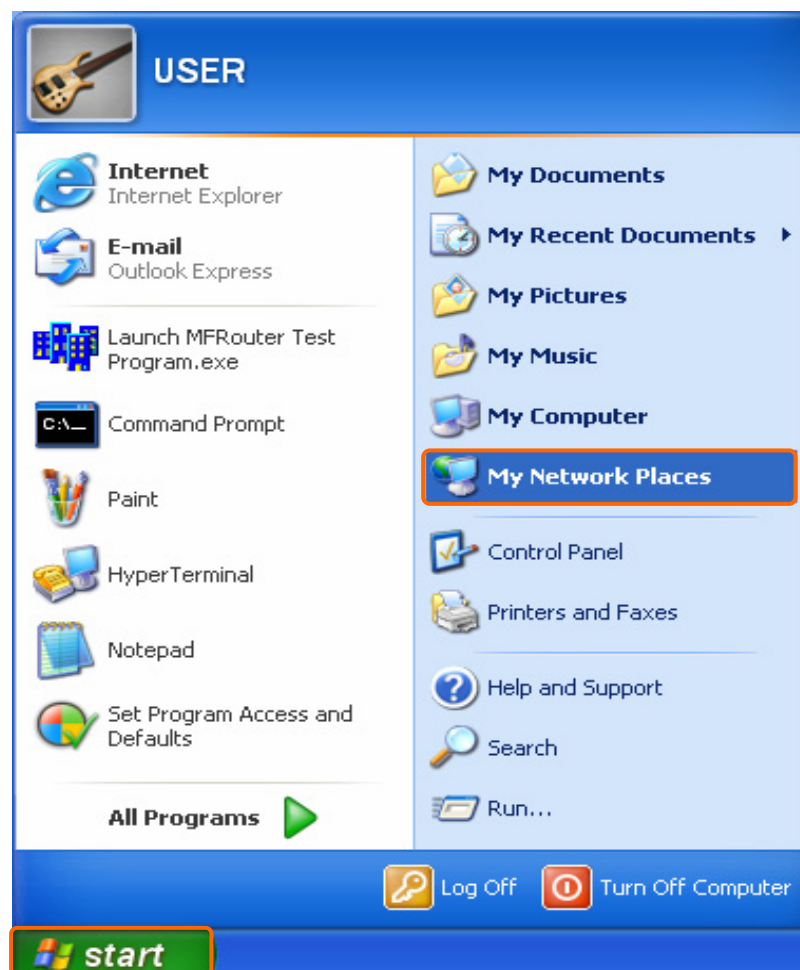 USER
Internet
Internet Explorer
E-mail
Outlook Express
Launch MFRouter Test
Program.exe
C:\_
Command Prompt
Paint
HyperTerminal
Notepad
Set Program Access and
Defaults
All Programs
My Documents
My Recent Documents
My Pictures
My Music
My Computer
My Network Places
Control Panel
Printers and Faxes
Help and Support
Search
Run...
Log Off
Turn Off Computer
start